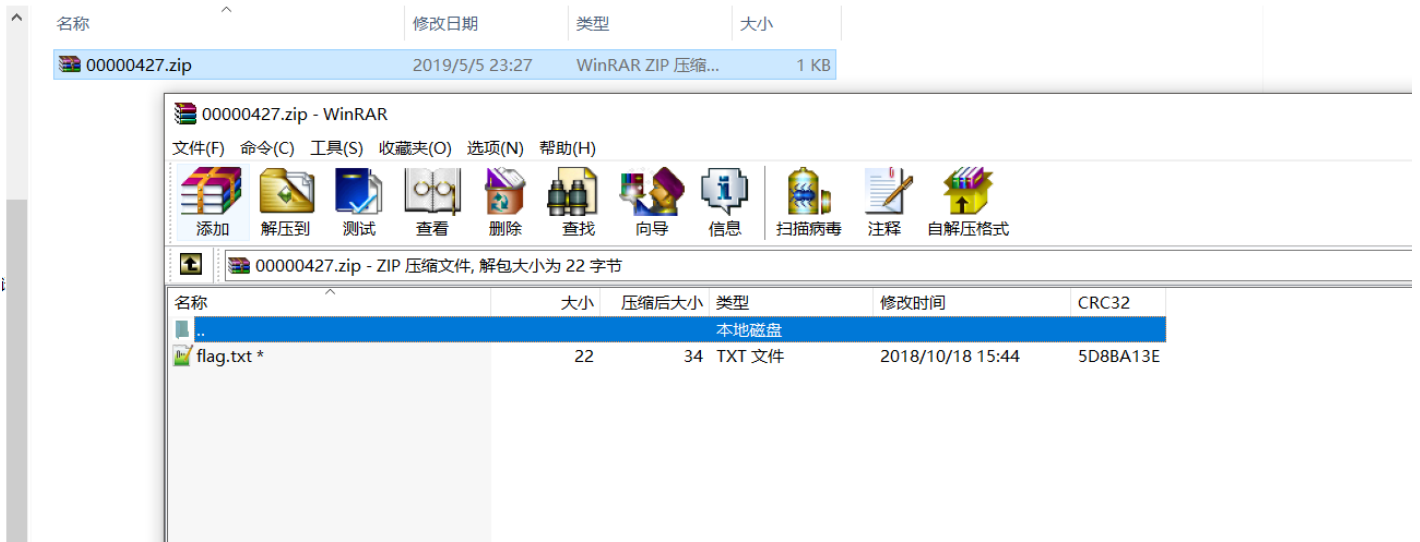 名称 修改日期 类型 大小
00000427.zip 2019/5/5 23:27 WinRAR ZIP 压缩... 1 KB
00000427.zip - WinRAR
文件(F) 命令(C) 工具(S) 收藏夹(O) 选项(N) 帮助(H)
添加 解压到 测试 查看 删除 查找 向导 信息 扫描病毒 注释 自解压格式
00000427.zip - ZIP 压缩文件, 解包大小为 22 字节
名称 大小 压缩后大小 类型 修改时间 CRC32
.. 本地磁盘
flag.txt * 22 34 TXT 文件 2018/10/18 15:44 5D8BA13E